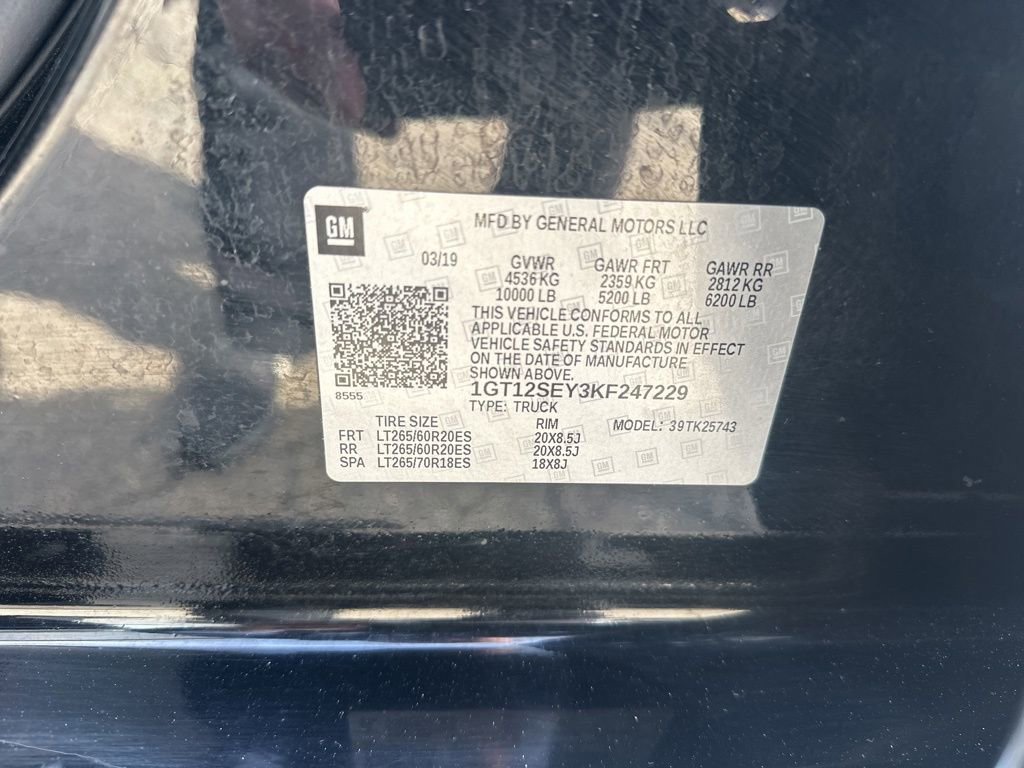 GM
MFD BY GENERAL MOTORS LLC
03/19
GVWR GAWR FRT GAWR RR
4536 KG 2359 KG 2812 KG
10000 LB 5200 LB 6200 LB
THIS VEHICLE CONFORMS TO ALL
APPLICABLE U.S. FEDERAL MOTOR
VEHICLE SAFETY STANDARDS IN EFFECT
ON THE DATE OF MANUFACTURE
SHOWN ABOVE.
8555
1GT12SEY3KF247229
TYPE: TRUCK
TIRE SIZE RIM MODEL: 39TK25743
FRT LT265/60R20ES 20X8.5J
RR LT265/60R20ES 20X8.5J
SPA LT265/70R18ES 18X8J